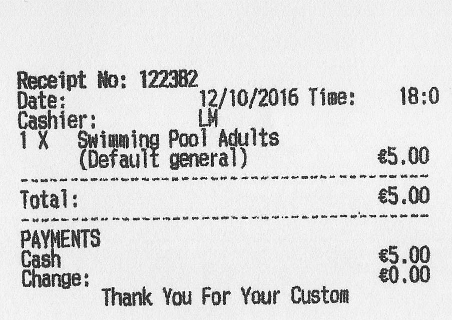 Receipt No: 122382
Date: 12/10/2016 Time: 18:0
Cashier: LM
1 X Swimming Pool Adults
(Default general) €5.00
Total: €5.00
PAYMENTS
Cash €5.00
Change: €0.00
Thank You For Your Custom